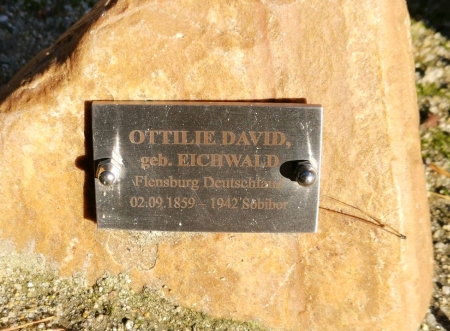 OTTILIE DAVID,
geb. EICHWALD
Flensburg Deutschland
02.09.1859 - 1942 Sobibor